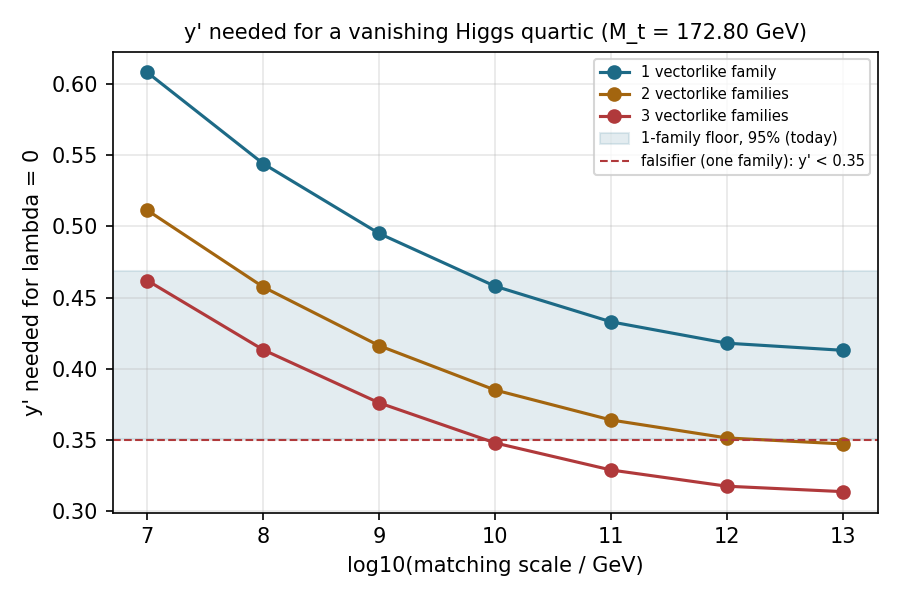 y' needed for a vanishing Higgs quartic (M_t = 172.80 GeV)
1 vectorlike family
2 vectorlike families
3 vectorlike families
1-family floor, 95% (today)
falsifier (one family): y' < 0.35
y' needed for lambda = 0
0.60
0.55
0.50
0.45
0.40
0.35
0.30
7 8 9 10 11 12 13
log10(matching scale / GeV)